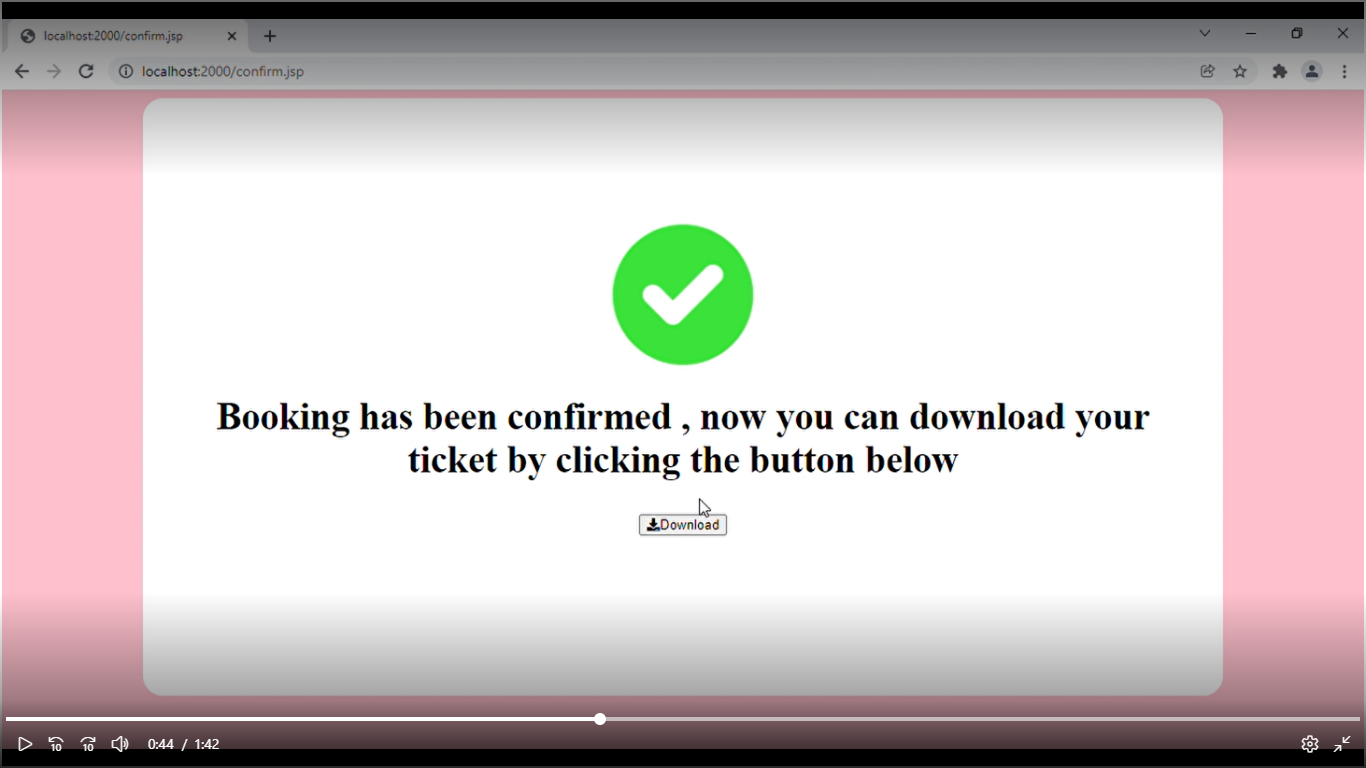 localhost:2000/confirm.jsp
localhost:2000/confirm.jsp
Booking has been confirmed , now you can download your
ticket by clicking the button below
Download
10 10 0:44 / 1:42